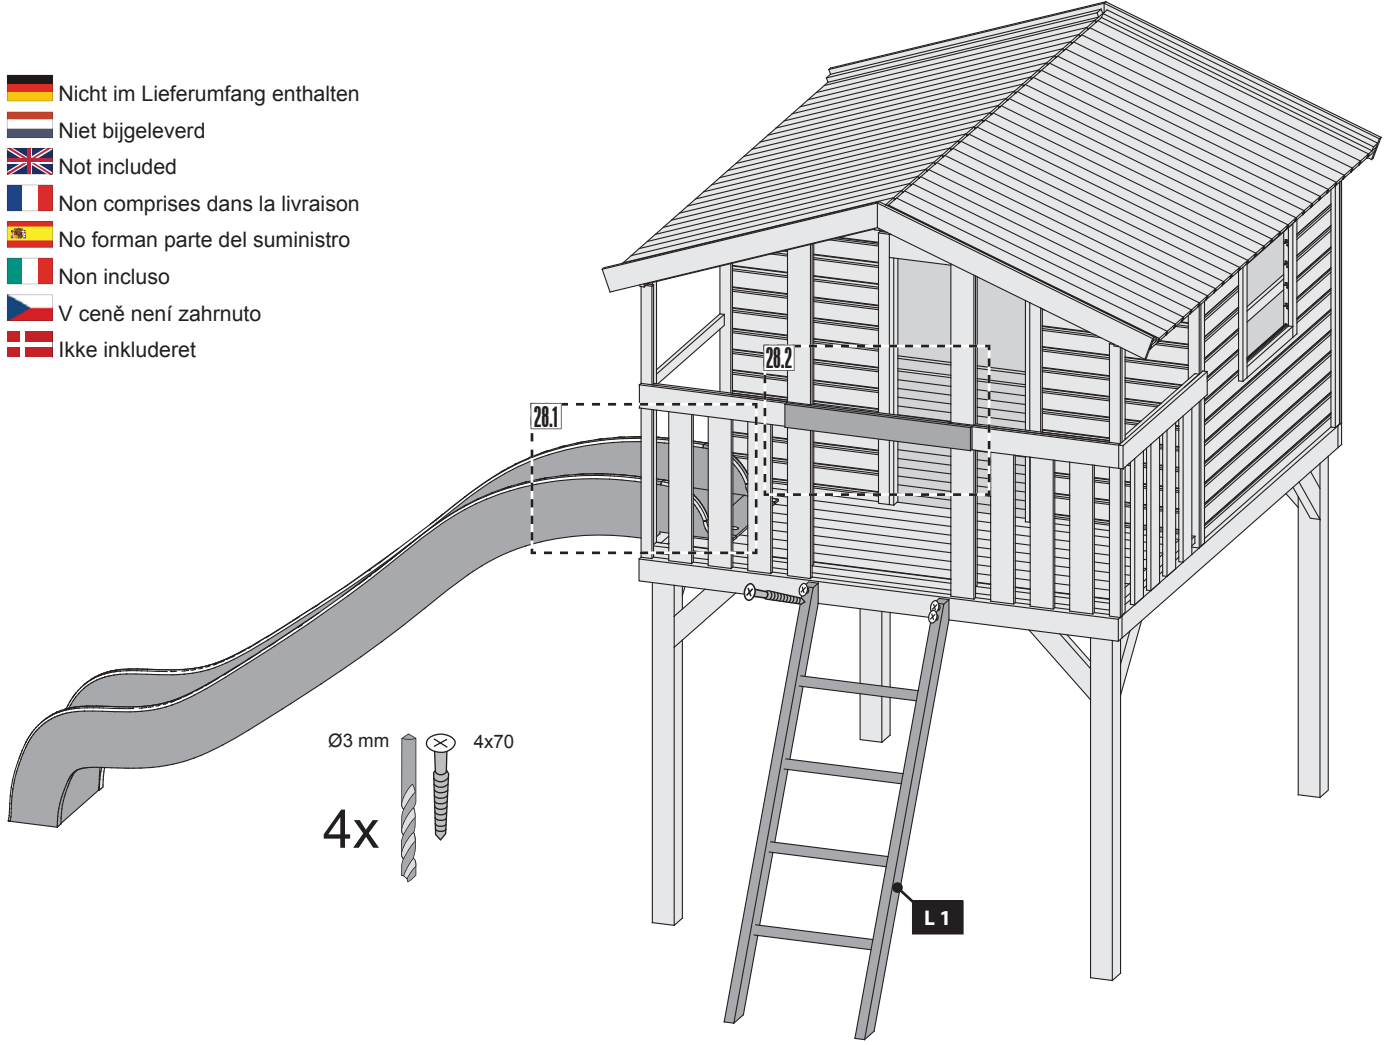 Nicht im Lieferumfang enthalten
Niet bijgeleverd
Not included
Non comprises dans la livraison
No forman parte del suministro
Non incluso
V ceně není zahrnuto
Ikke inkluderet
28.2
28.1
Ø3 mm
4x70
4x
L 1